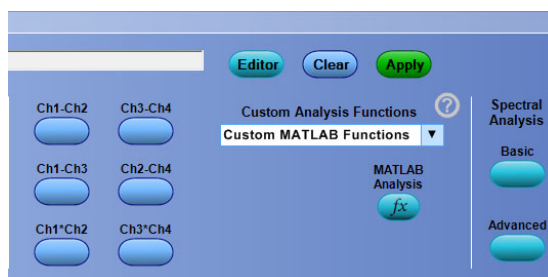 Editor Clear Apply
Ch1-Ch2 Ch3-Ch4 Custom Analysis Functions ? Spectral
Analysis
Custom MATLAB Functions ▼
Basic
Ch1-Ch3 Ch2-Ch4 MATLAB
Analysis
fx
Ch1*Ch2 Ch3*Ch4 Advanced